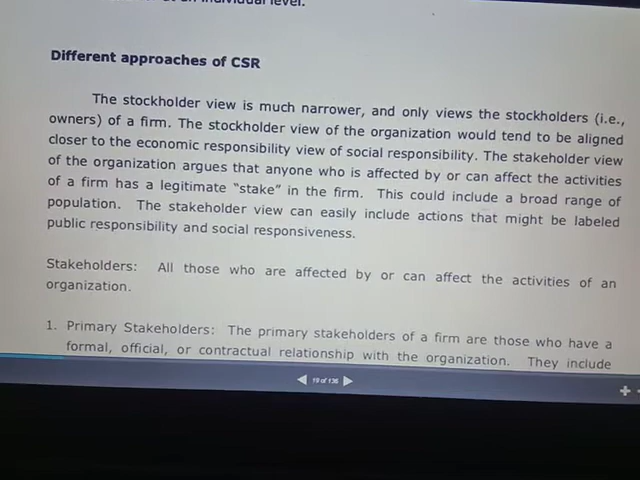 individual level.
Different approaches of CSR
The stockholder view is much narrower, and only views the stockholders (i.e.,
owners) of a firm. The stockholder view of the organization would tend to be aligned
closer to the economic responsibility view of social responsibility. The stakeholder view
of the organization argues that anyone who is affected by or can affect the activities
of a firm has a legitimate “stake” in the firm. This could include a broad range of
population. The stakeholder view can easily include actions that might be labeled
public responsibility and social responsiveness.
Stakeholders: All those who are affected by or can affect the activities of an
organization.
1. Primary Stakeholders: The primary stakeholders of a firm are those who have a
formal, official, or contractual relationship with the organization. They include
19 of 136